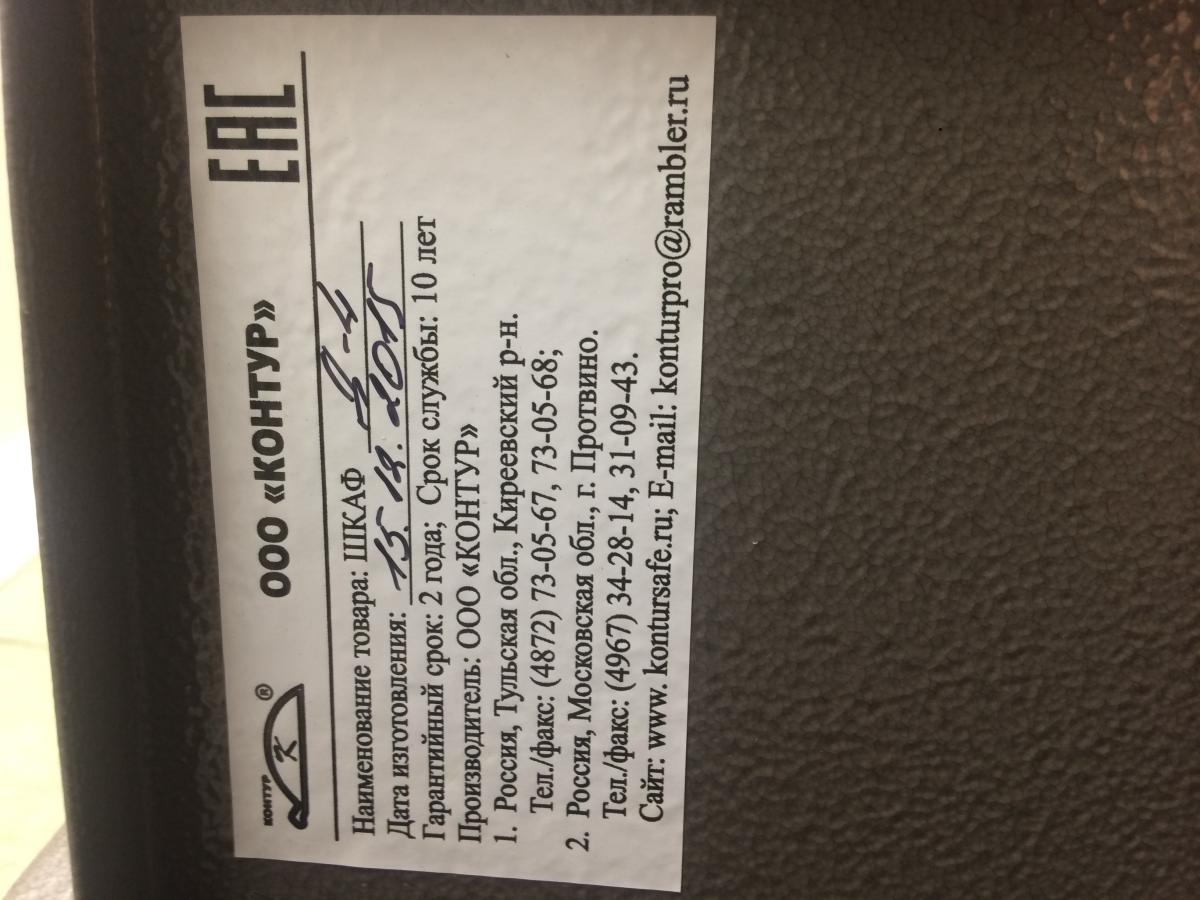 КОНТУР
К ®
ООО «КОНТУР»
ЕАС
Наименование товара: ШКАФ Д-4
Дата изготовления: 15.12.2015
Гарантийный срок: 2 года; Срок службы: 10 лет
Производитель: ООО «КОНТУР»
1. Россия, Тульская обл., Киреевский р-н.
Тел./факс: (4872) 73-05-67, 73-05-68;
2. Россия, Московская обл., г. Протвино.
Тел./факс: (4967) 34-28-14, 31-09-43.
Сайт: www. kontursafe.ru; E-mail: konturpro@rambler.ru